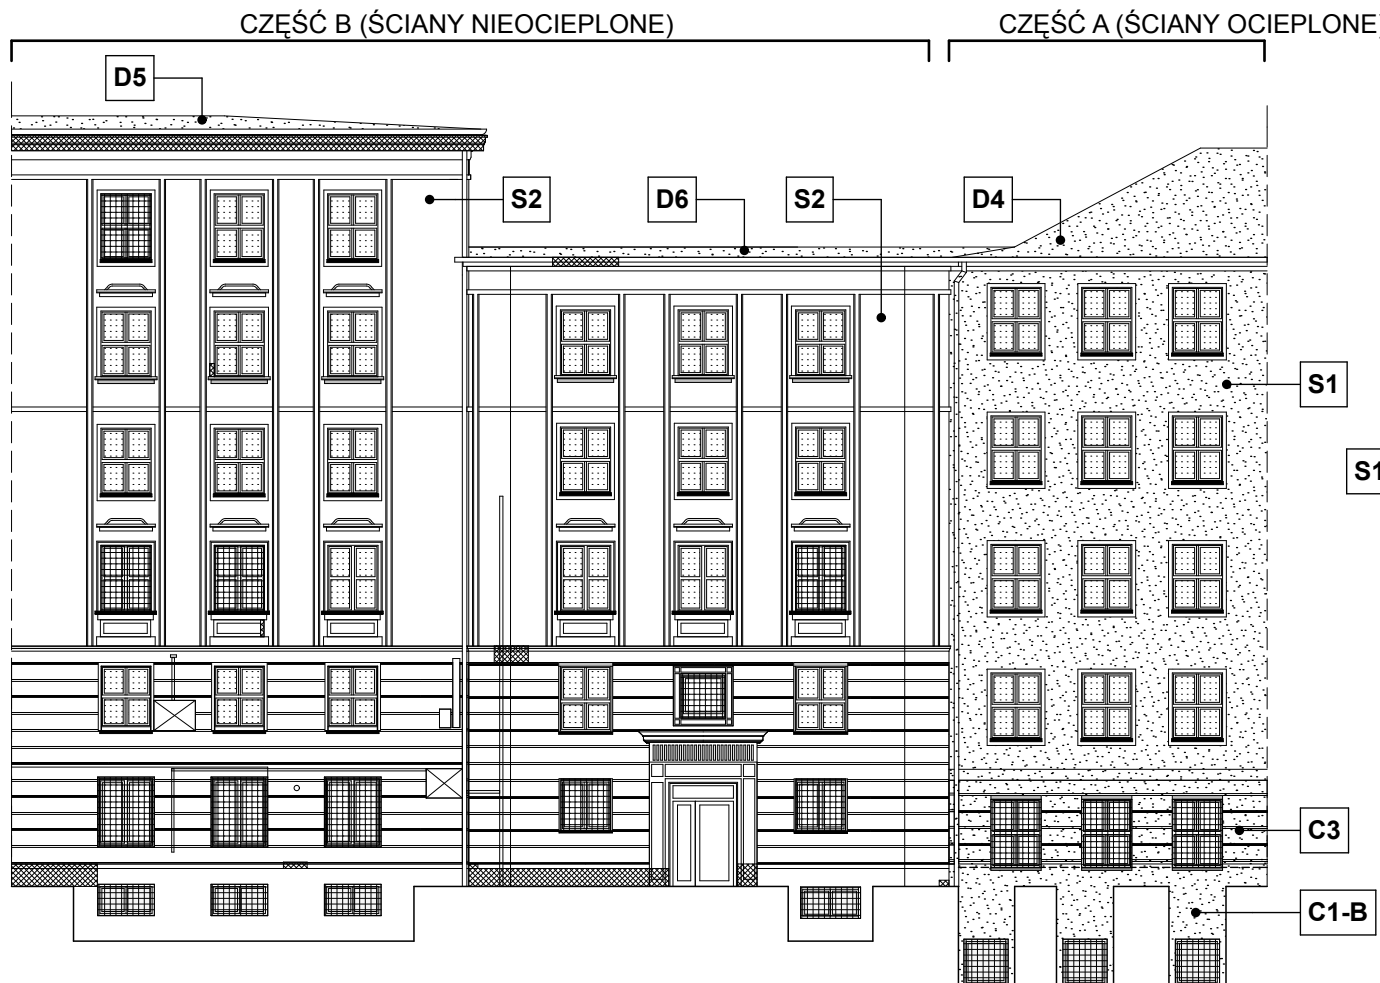 CZĘŚĆ B (ŚCIANY NIEOCIEPLONE)
CZĘŚĆ A (ŚCIANY OCIEPLONE)
D5
S2
D6
S2
D4
S1
S1
C3
C1-B